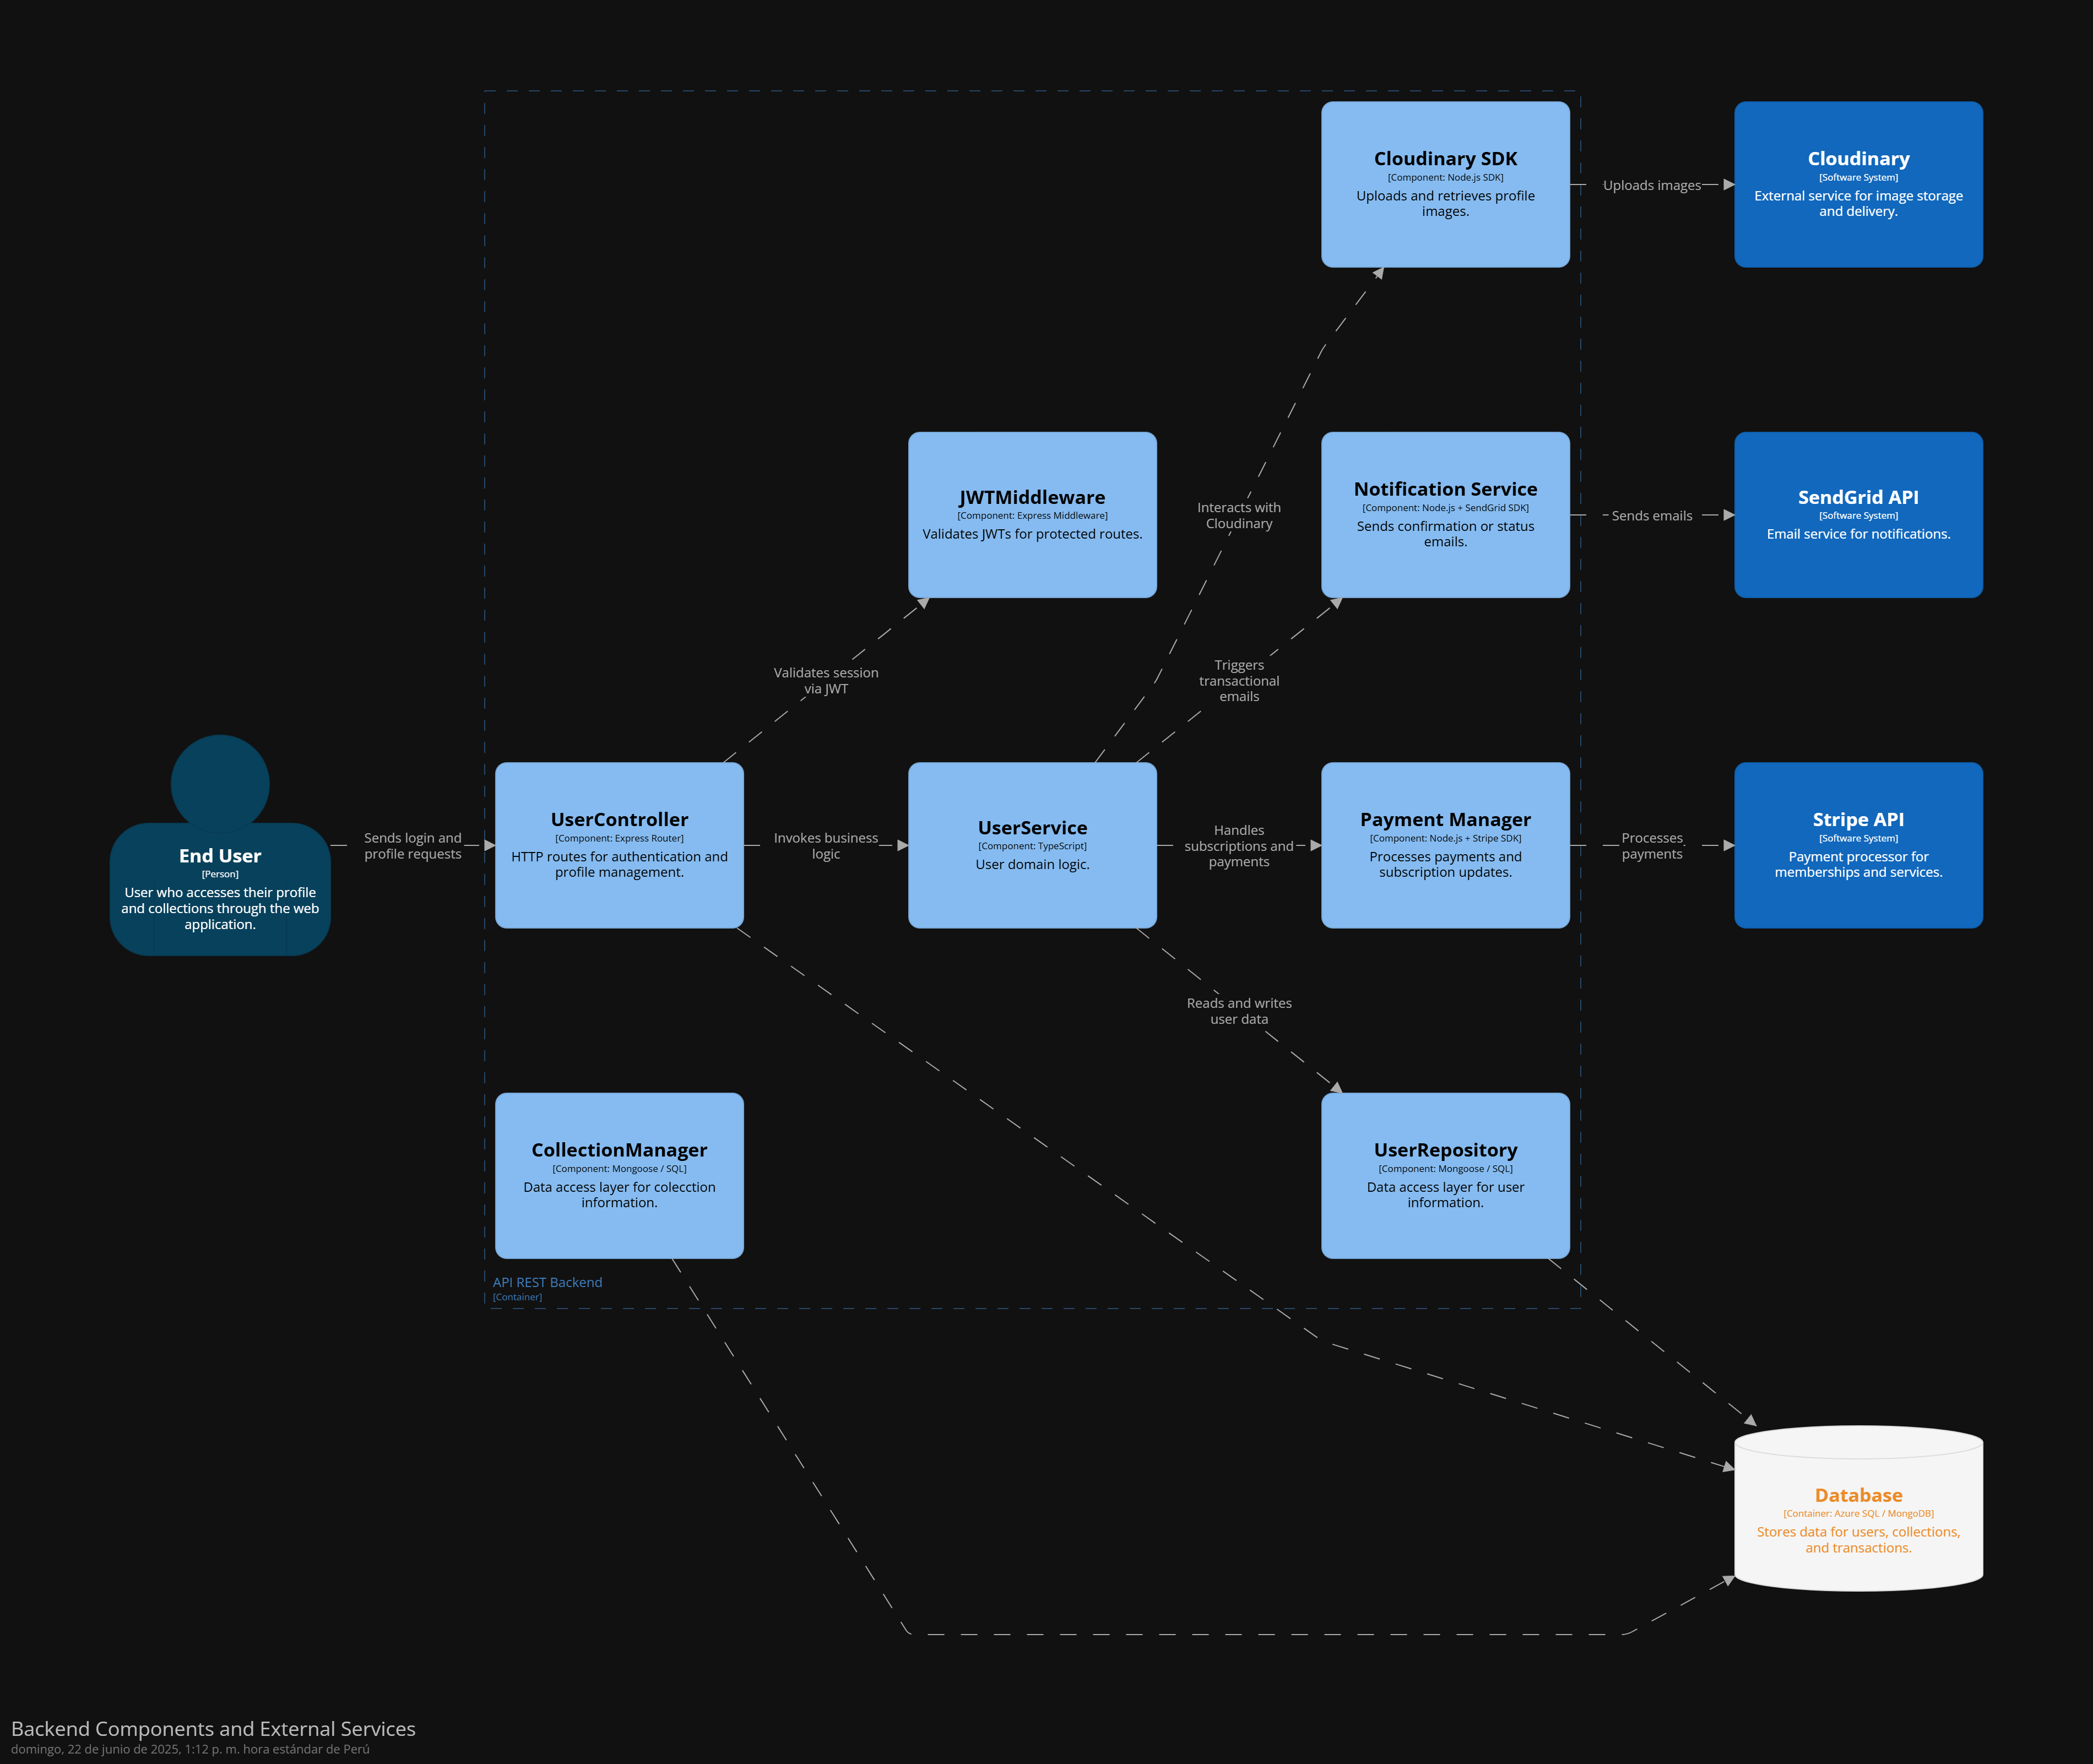 Cloudinary SDK
[Component: Node.js SDK]
Uploads and retrieves profile
images.
Uploads images
Cloudinary
[Software System]
External service for image storage
and delivery.
JWTMiddleware
[Component: Express Middleware]
Validates JWTs for protected routes.
Interacts with
Cloudinary
Notification Service
[Component: Node.js + SendGrid SDK]
Sends confirmation or status
emails.
Sends emails
SendGrid API
[Software System]
Email service for notifications.
Validates session
via JWT
Triggers
transactional
emails
End User
[Person]
User who accesses their profile
and collections through the web
application.
Sends login and
profile requests
UserController
[Component: Express Router]
HTTP routes for authentication and
profile management.
Invokes business
logic
UserService
[Component: TypeScript]
User domain logic.
Handles
subscriptions and
payments
Payment Manager
[Component: Node.js + Stripe SDK]
Processes payments and
subscription updates.
Processes
payments
Stripe API
[Software System]
Payment processor for
memberships and services.
Reads and writes
user data
CollectionManager
[Component: Mongoose / SQL]
Data access layer for colecction
information.
UserRepository
[Component: Mongoose / SQL]
Data access layer for user
information.
API REST Backend
[Container]
Database
[Container: Azure SQL / MongoDB]
Stores data for users, collections,
and transactions.
Backend Components and External Services
domingo, 22 de junio de 2025, 1:12 p. m. hora estándar de Perú